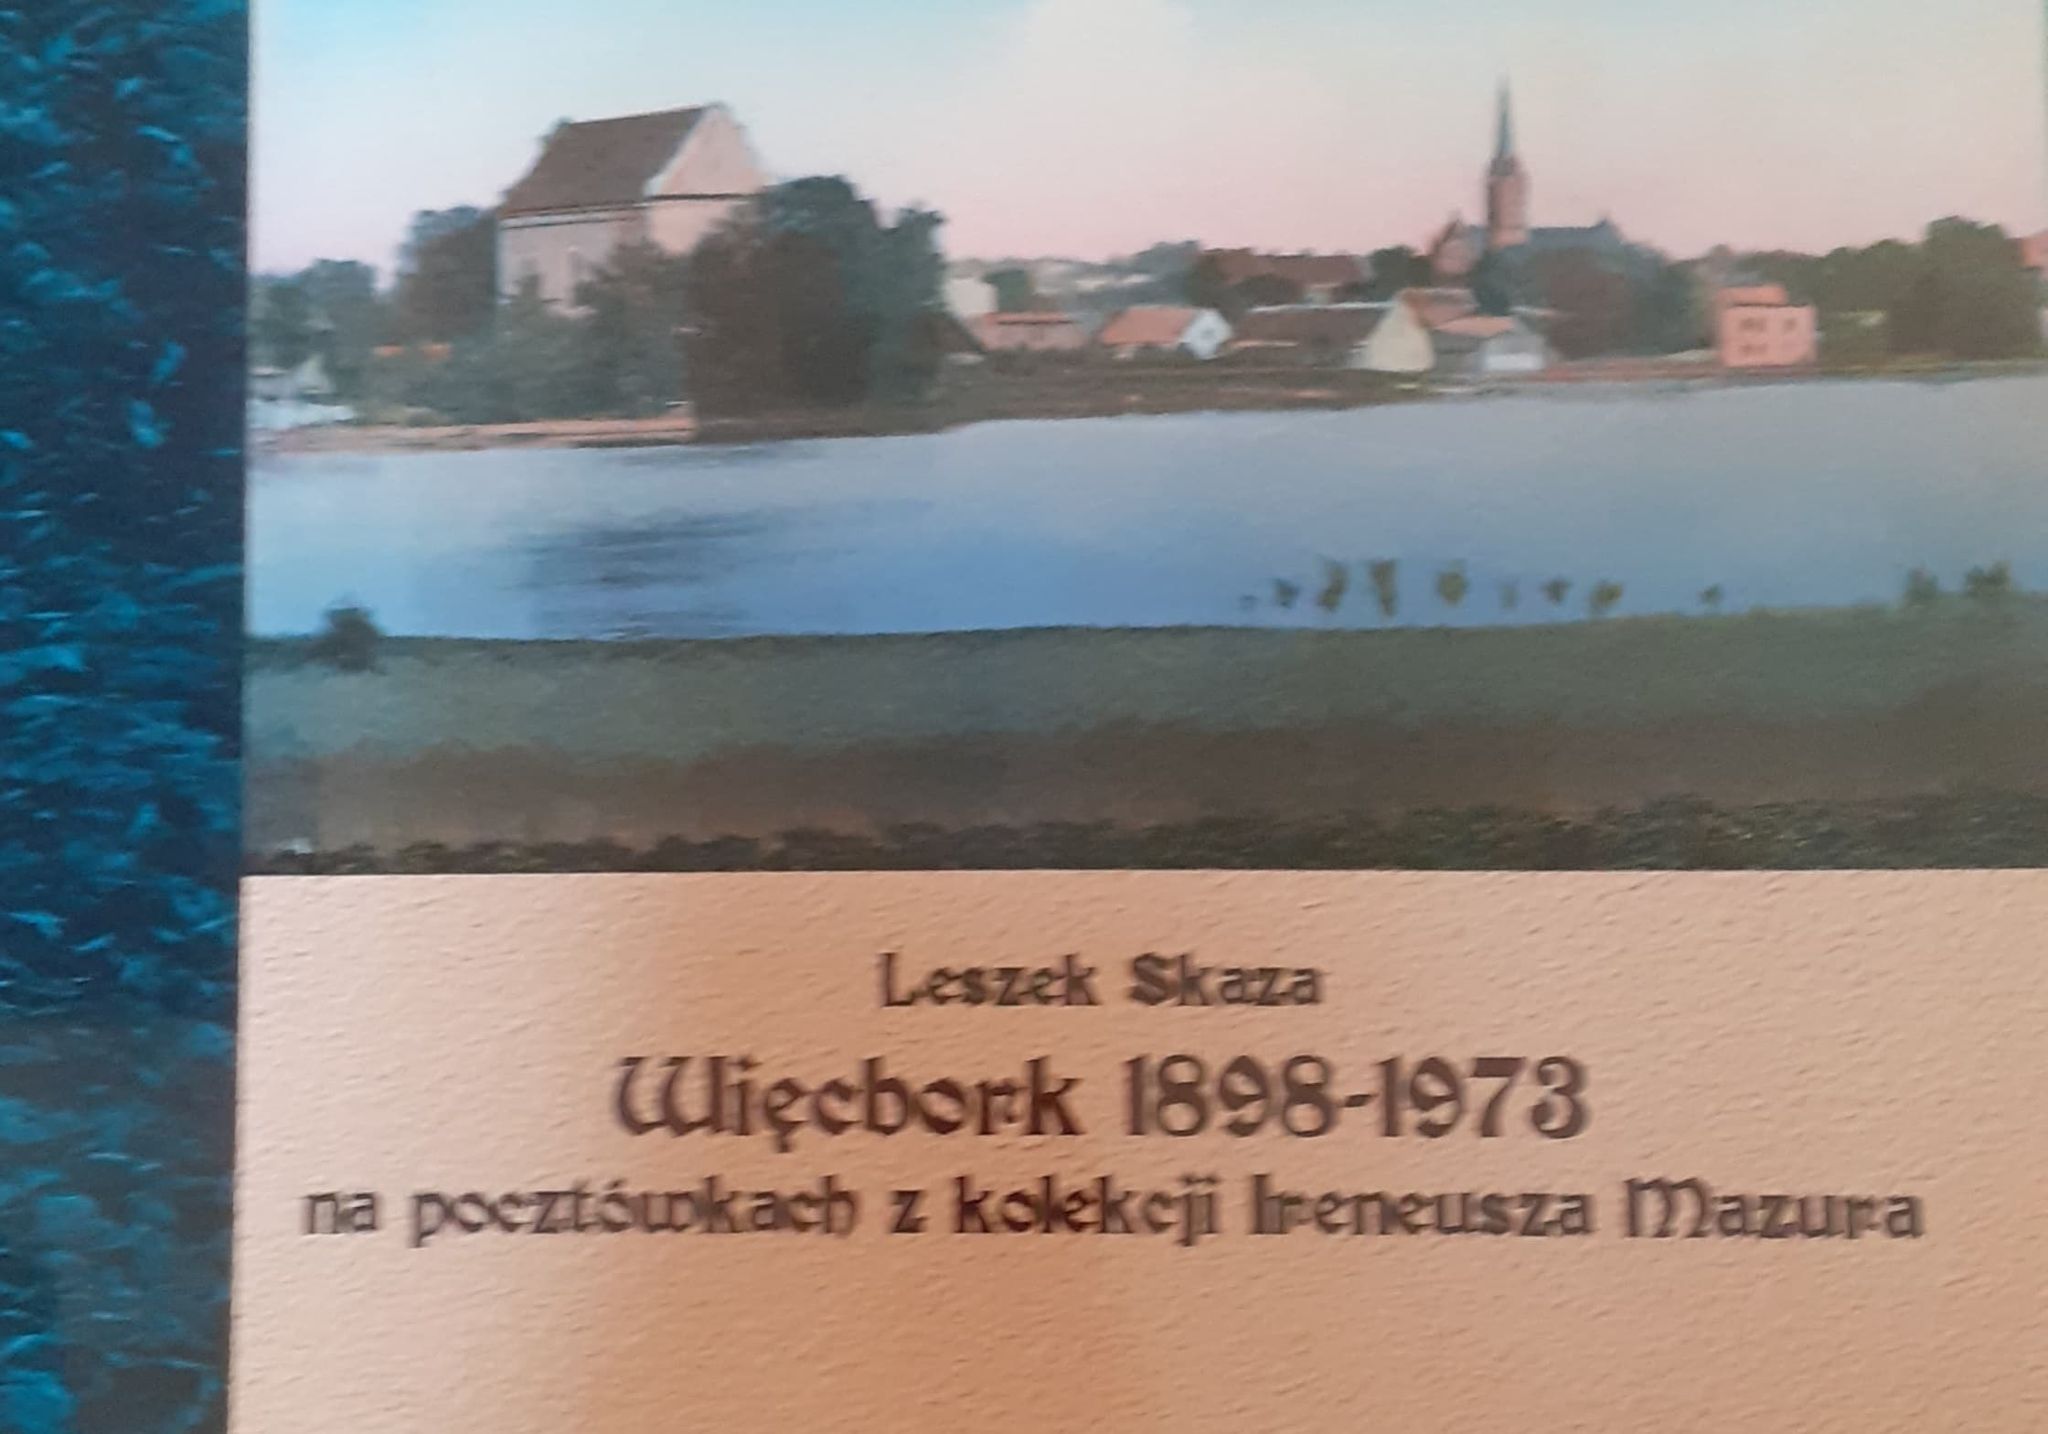 Leszek Skaza
Więcbork 1898-1973
na pocztówkach z kolekcji Ireneusza Mazura